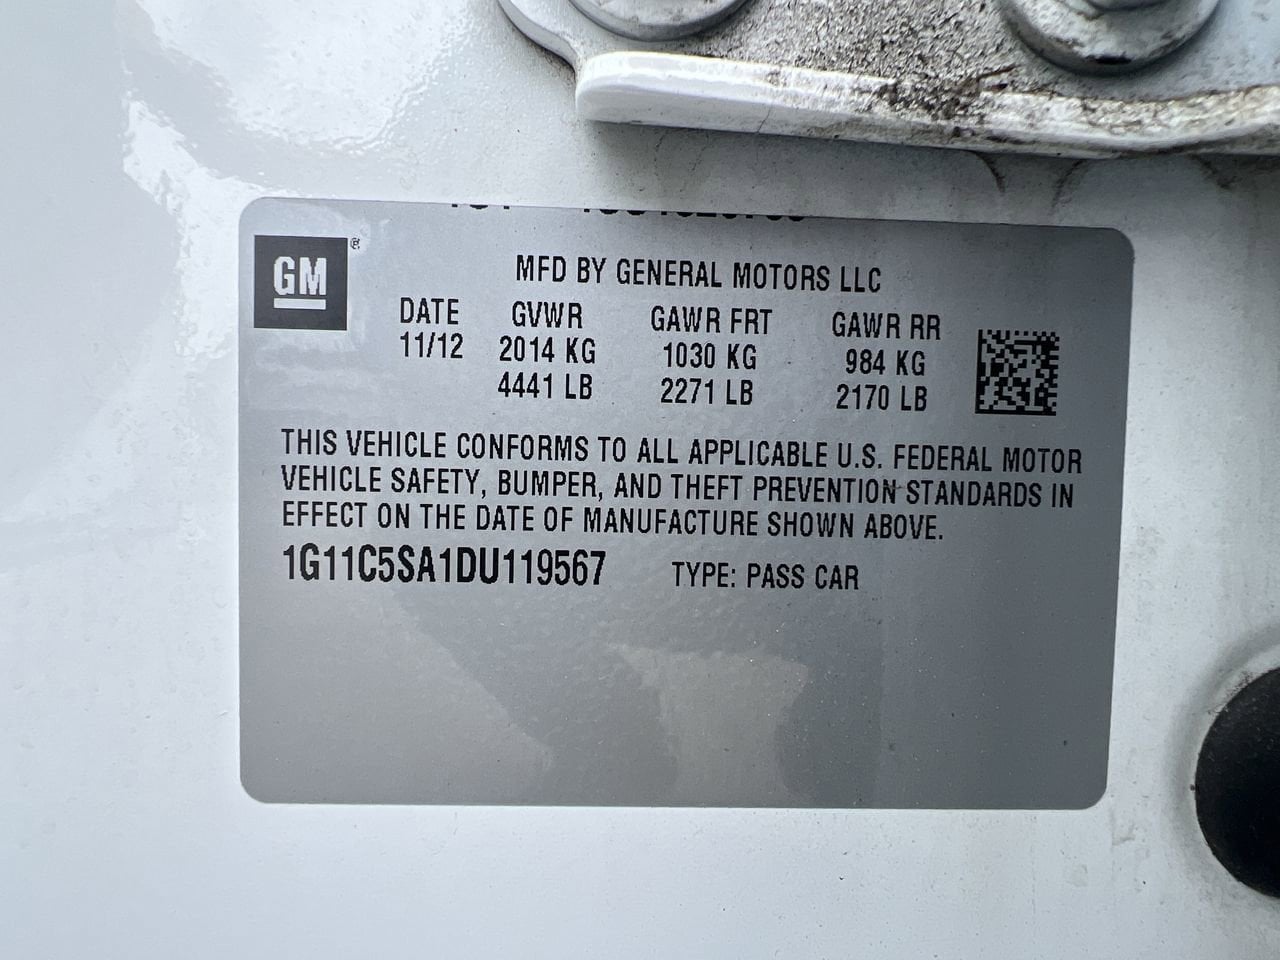 GM®
MFD BY GENERAL MOTORS LLC
DATE GVWR GAWR FRT GAWR RR
11/12 2014 KG 1030 KG 984 KG
4441 LB 2271 LB 2170 LB
THIS VEHICLE CONFORMS TO ALL APPLICABLE U.S. FEDERAL MOTOR
VEHICLE SAFETY, BUMPER, AND THEFT PREVENTION STANDARDS IN
EFFECT ON THE DATE OF MANUFACTURE SHOWN ABOVE.
1G11C5SA1DU119567 TYPE: PASS CAR